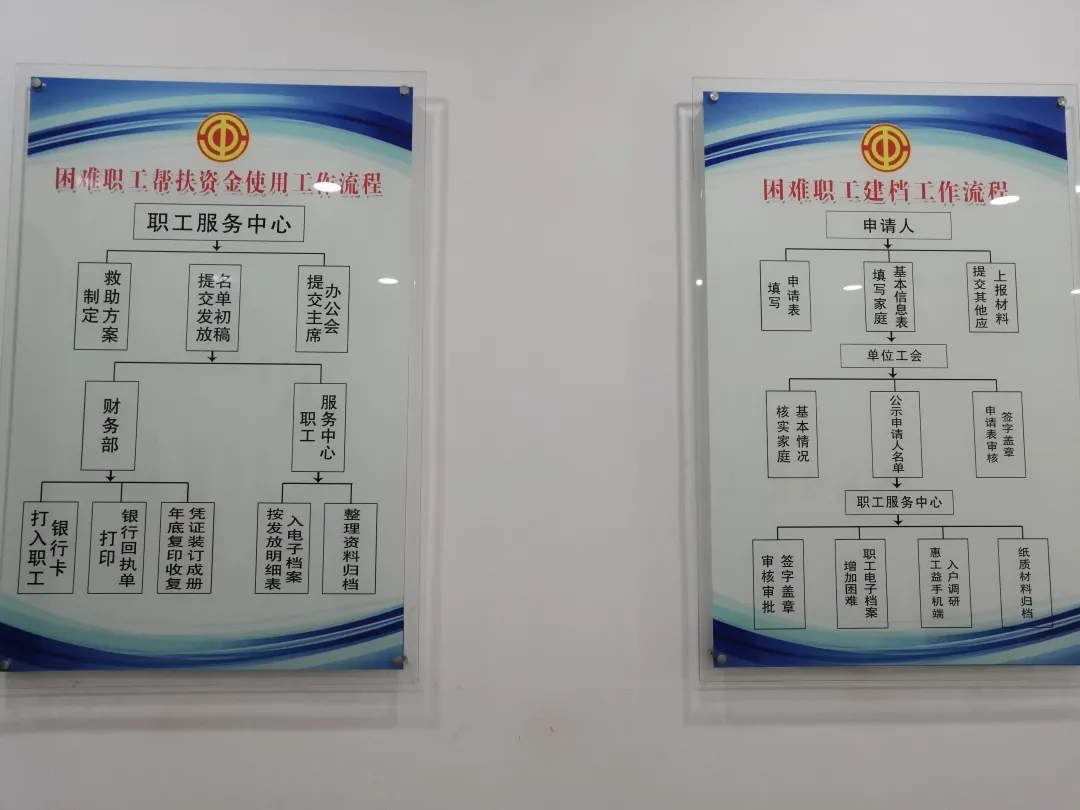 困难职工帮扶资金使用工作流程
职工服务中心
制定
救助方案
提交发放
名单初稿
提交主席
办公会
财务部
职工
服务中心
打入职工
银行卡
打印
银行回执单
年底复印收复
凭证装订成册
按发放明细表
入电子档案
整理资料归档
困难职工建档工作流程
申请人
填写
申请表
填写家庭
基本信息表
提交其他应
上报材料
单位工会
核实家庭
基本情况
公示申请人名单
申请表审核
签字盖章
职工服务中心
审核审批
签字盖章
增加困难
职工电子档案
惠工益手机端
入户调研
纸质材料归档